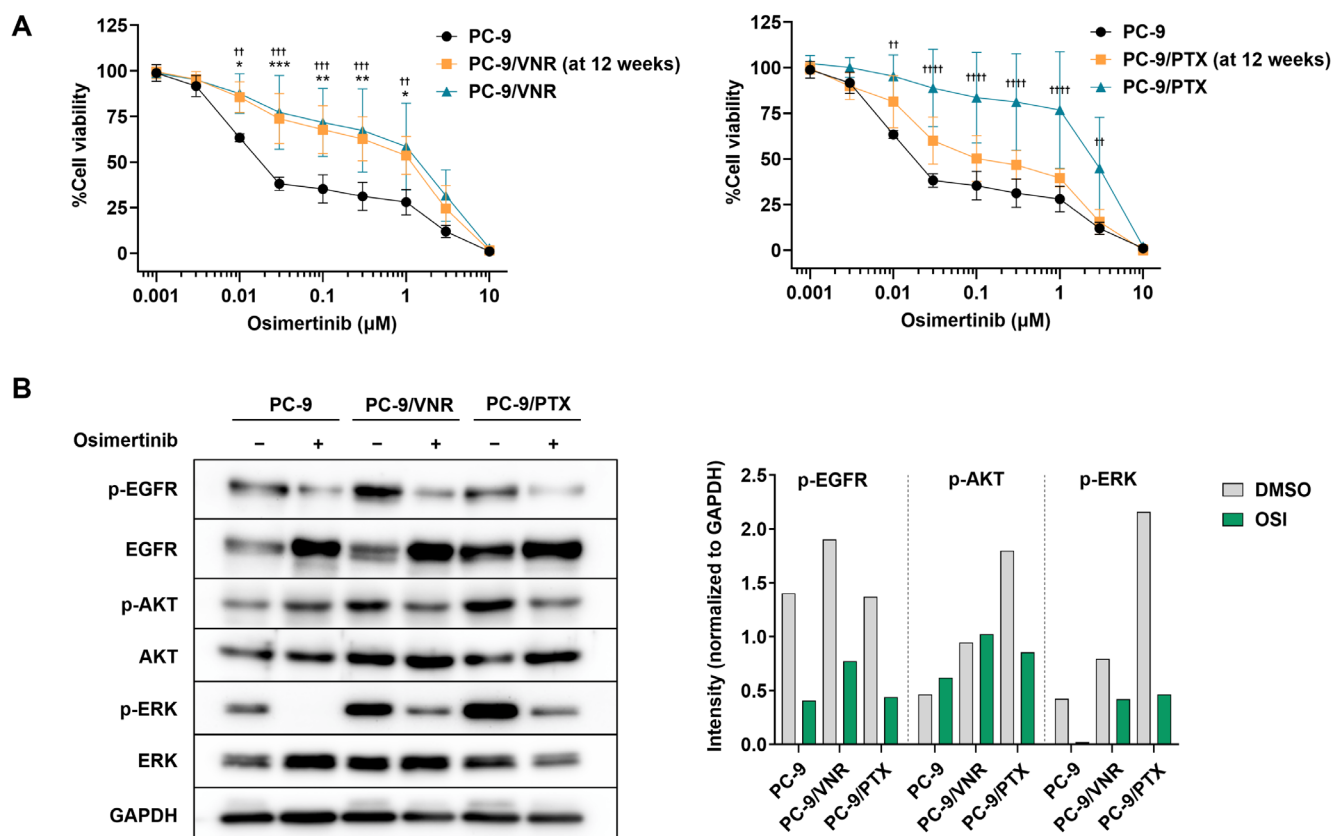 A
125
100
75
50
25
0
%Cell viability
†† ††† ††† ††† ††
* *** ** ** *
PC-9
PC-9/VNR (at 12 weeks)
PC-9/VNR
0.001 0.01 0.1 1 10
Osimertinib (µM)
125
100
75
50
25
0
%Cell viability
†† †††† †††† †††† †††† ††
PC-9
PC-9/PTX (at 12 weeks)
PC-9/PTX
0.001 0.01 0.1 1 10
Osimertinib (µM)
B
PC-9 PC-9/VNR PC-9/PTX
Osimertinib − + − + − +
p-EGFR
EGFR
p-AKT
AKT
p-ERK
ERK
GAPDH
Intensity (normalized to GAPDH)
2.5
2.0
1.5
1.0
0.5
0.0
p-EGFR p-AKT p-ERK
DMSO
OSI
PC-9 PC-9/VNR PC-9/PTX PC-9 PC-9/VNR PC-9/PTX PC-9 PC-9/VNR PC-9/PTX